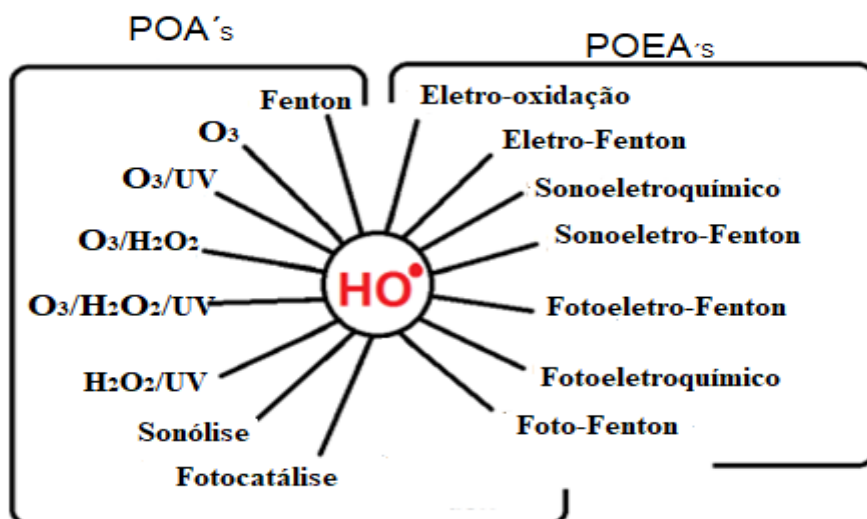 POA´s
POEA´s
Fenton
O3
O3/UV
O3/H2O2
O3/H2O2/UV
H2O2/UV
Sonólise
Fotocatálise
HO•
Eletro-oxidação
Eletro-Fenton
Sonoeletroquímico
Sonoeletro-Fenton
Fotoeletro-Fenton
Fotoeletroquímico
Foto-Fenton